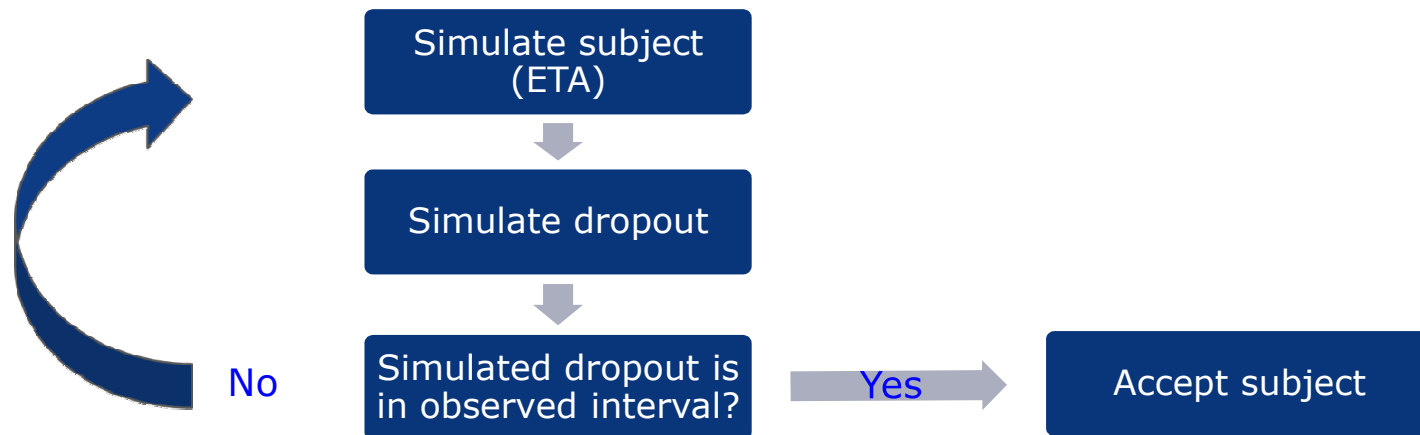 Simulate subject
(ETA)
Simulate dropout
No
Simulated dropout is
in observed interval?
Yes
Accept subject